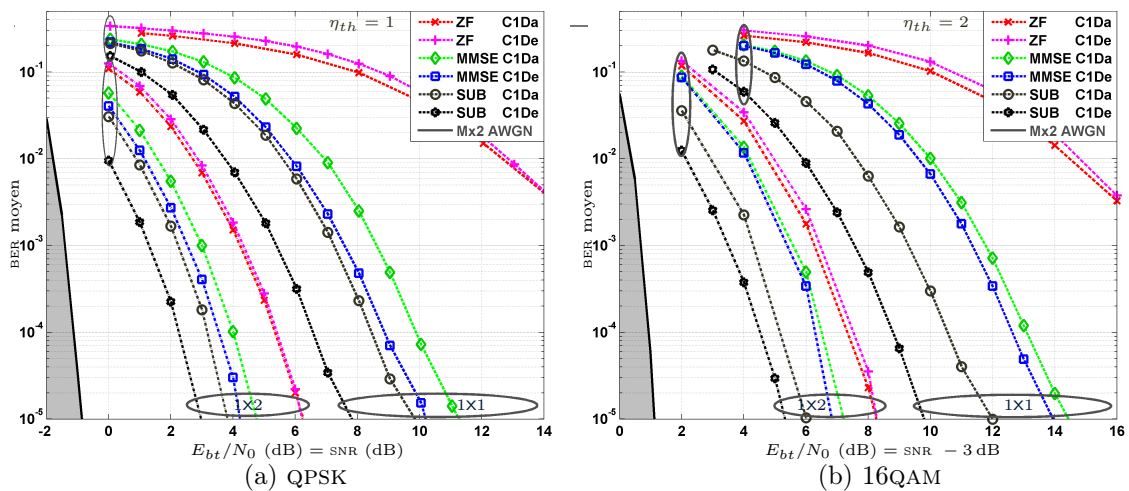 η_th = 1
ZF C1Da
ZF C1De
MMSE C1Da
MMSE C1De
SUB C1Da
SUB C1De
Mx2 AWGN
10^-1
10^-2
10^-3
10^-4
10^-5
BER moyen
1x2
1x1
-2 0 2 4 6 8 10 12 14
E_bt/N_0 (dB) = SNR (dB)
(a) QPSK
η_th = 2
ZF C1Da
ZF C1De
MMSE C1Da
MMSE C1De
SUB C1Da
SUB C1De
Mx2 AWGN
10^-1
10^-2
10^-3
10^-4
10^-5
BER moyen
1x2
1x1
0 2 4 6 8 10 12 14 16
E_bt/N_0 (dB) = SNR − 3 dB
(b) 16QAM